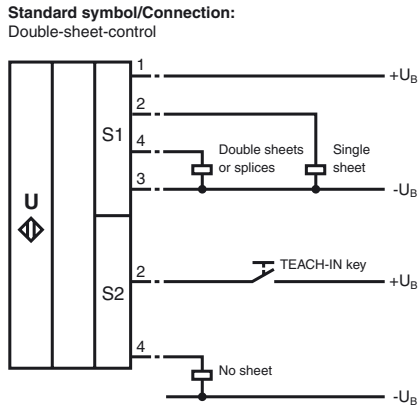 Standard symbol/Connection:
Double-sheet-control
1
+UB
2
S1
4
Double sheets
or splices
Single
sheet
3
-UB
U
2
TEACH-IN key
+UB
S2
4
No sheet
-UB